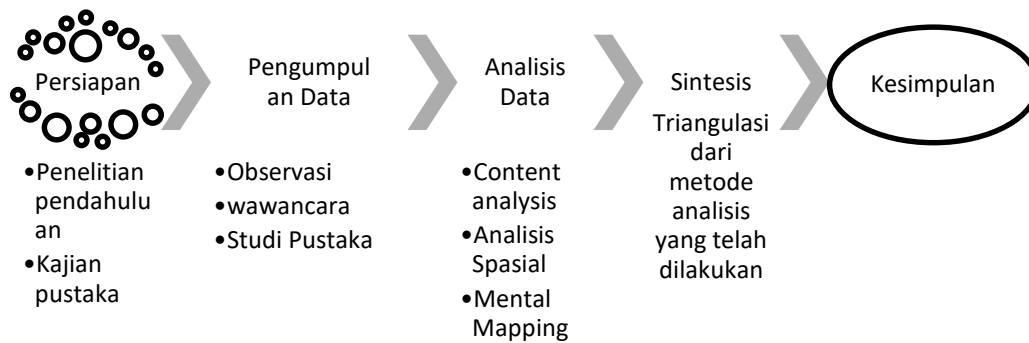 Persiapan
•Penelitian
pendahulu
an
•Kajian
pustaka
Pengumpul
an Data
•Observasi
•wawancara
•Studi Pustaka
Analisis
Data
•Content
analysis
•Analisis
Spasial
•Mental
Mapping
Sintesis
Triangulasi
dari
metode
analisis
yang telah
dilakukan
Kesimpulan